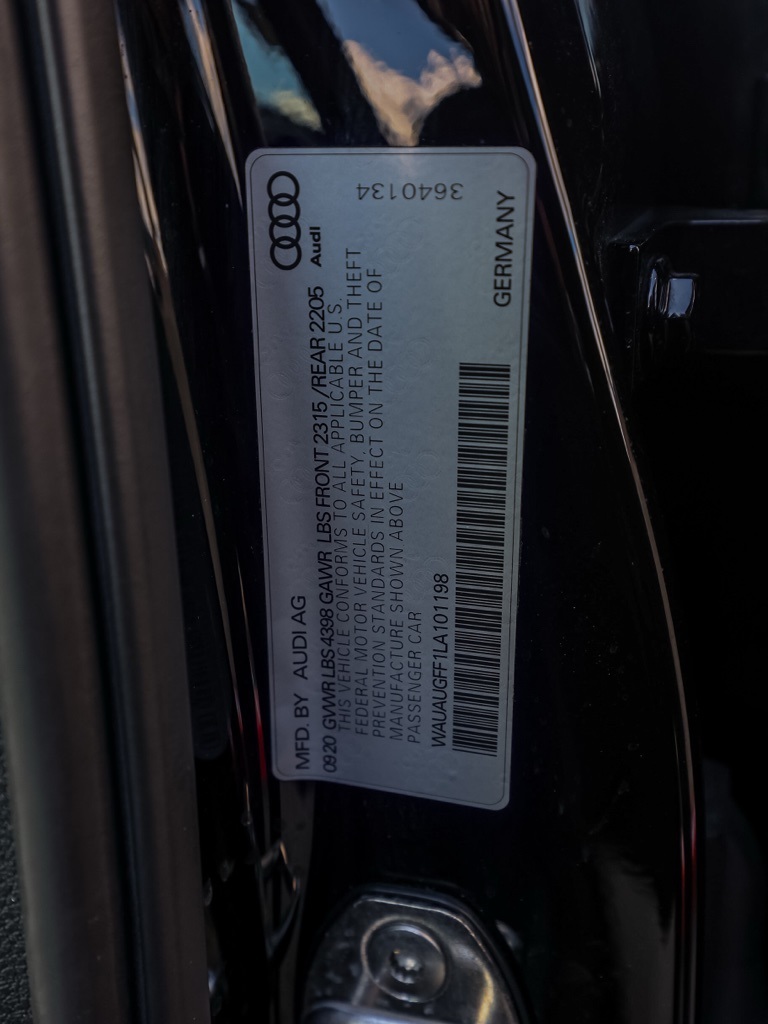 Audi
3640134
MFD. BY AUDI AG
0920 GVWR LBS 4398 GAWR LBS FRONT 2315 /REAR 2205
THIS VEHICLE CONFORMS TO ALL APPLICABLE U.S.
FEDERAL MOTOR VEHICLE SAFETY, BUMPER AND THEFT
PREVENTION STANDARDS IN EFFECT ON THE DATE OF
MANUFACTURE SHOWN ABOVE
PASSENGER CAR
WAUAUGFF1LA101198
GERMANY